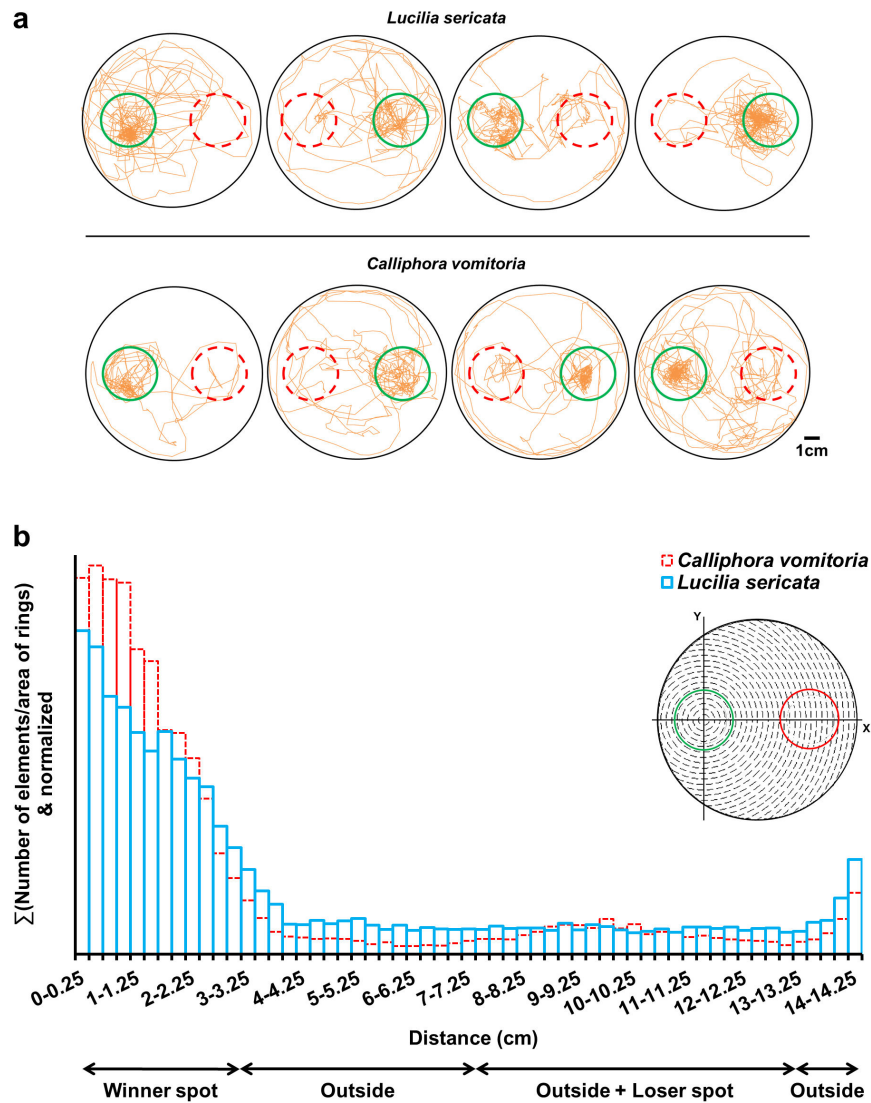 a
Lucilia sericata
Calliphora vomitoria
1cm
b
∑(Number of elements/area of rings)
& normalized
Calliphora vomitoria
Lucilia sericata
Y
X
0-0.25
1-1.25
2-2.25
3-3.25
4-4.25
5-5.25
6-6.25
7-7.25
8-8.25
9-9.25
10-10.25
11-11.25
12-12.25
13-13.25
14-14.25
Distance (cm)
Winner spot
Outside
Outside + Loser spot
Outside